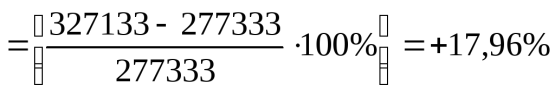 = (327133 - 277333 / 277333 ·100%) = +17,96%